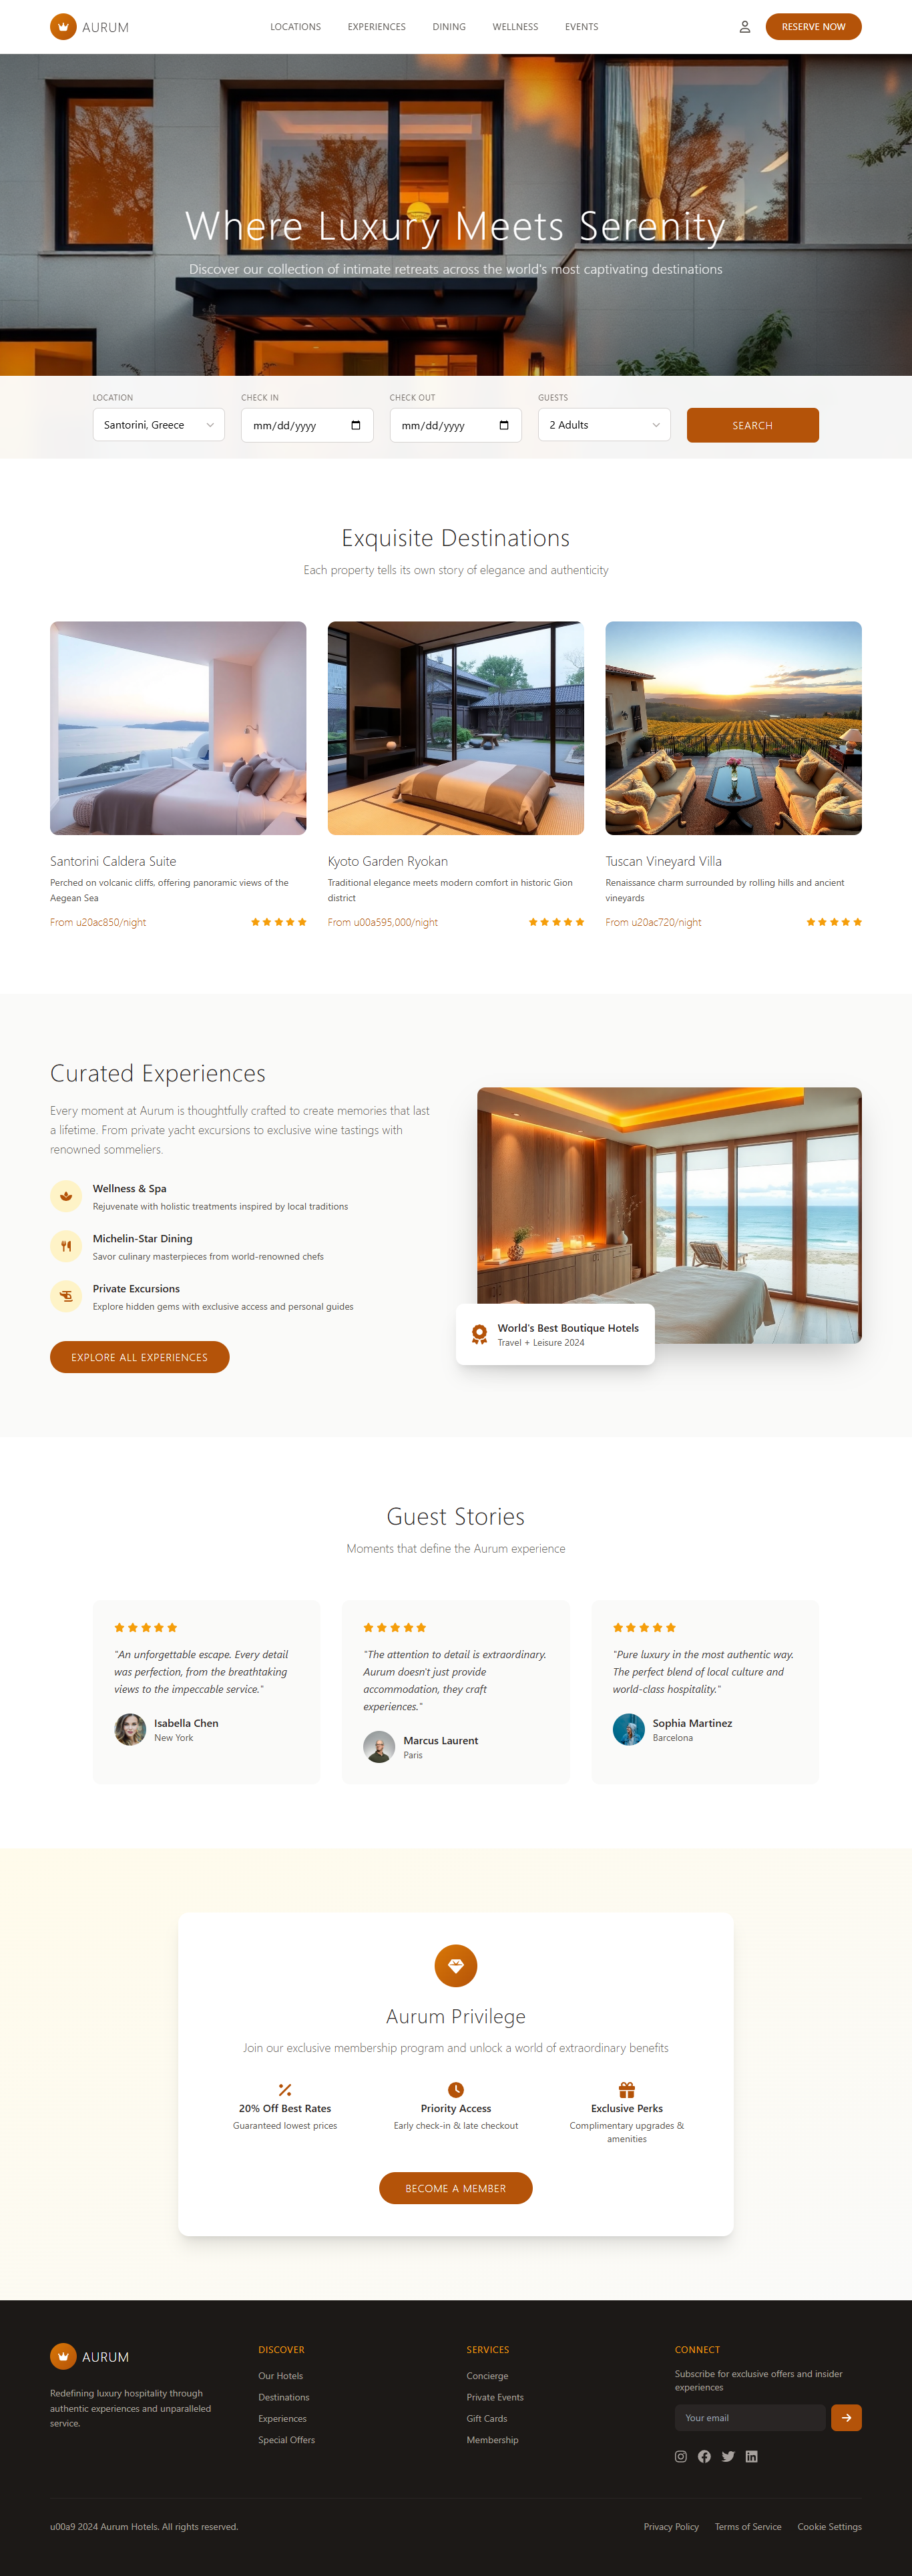 AURUM
LOCATIONS
EXPERIENCES
DINING
WELLNESS
EVENTS
RESERVE NOW
Where Luxury Meets Serenity
Discover our collection of intimate retreats across the world's most captivating destinations
LOCATION
CHECK IN
CHECK OUT
GUESTS
Santorini, Greece
mm/dd/yyyy
mm/dd/yyyy
2 Adults
SEARCH
Exquisite Destinations
Each property tells its own story of elegance and authenticity
Santorini Caldera Suite
Perched on volcanic cliffs, offering panoramic views of the
Aegean Sea
From u20ac850/night
Kyoto Garden Ryokan
Traditional elegance meets modern comfort in historic Gion
district
From u00a595,000/night
Tuscan Vineyard Villa
Renaissance charm surrounded by rolling hills and ancient
vineyards
From u20ac720/night
Curated Experiences
Every moment at Aurum is thoughtfully crafted to create memories that last
a lifetime. From private yacht excursions to exclusive wine tastings with
renowned sommeliers.
Wellness & Spa
Rejuvenate with holistic treatments inspired by local traditions
Michelin-Star Dining
Savor culinary masterpieces from world-renowned chefs
Private Excursions
Explore hidden gems with exclusive access and personal guides
EXPLORE ALL EXPERIENCES
World's Best Boutique Hotels
Travel + Leisure 2024
Guest Stories
Moments that define the Aurum experience
"An unforgettable escape. Every detail
was perfection, from the breathtaking
views to the impeccable service."
Isabella Chen
New York
"The attention to detail is extraordinary.
Aurum doesn't just provide
accommodation, they craft
experiences."
Marcus Laurent
Paris
"Pure luxury in the most authentic way.
The perfect blend of local culture and
world-class hospitality."
Sophia Martinez
Barcelona
Aurum Privilege
Join our exclusive membership program and unlock a world of extraordinary benefits
20% Off Best Rates
Guaranteed lowest prices
Priority Access
Early check-in & late checkout
Exclusive Perks
Complimentary upgrades &
amenities
BECOME A MEMBER
AURUM
Redefining luxury hospitality through
authentic experiences and unparalleled
service.
DISCOVER
Our Hotels
Destinations
Experiences
Special Offers
SERVICES
Concierge
Private Events
Gift Cards
Membership
CONNECT
Subscribe for exclusive offers and insider
experiences
Your email
u00a9 2024 Aurum Hotels. All rights reserved.
Privacy Policy
Terms of Service
Cookie Settings